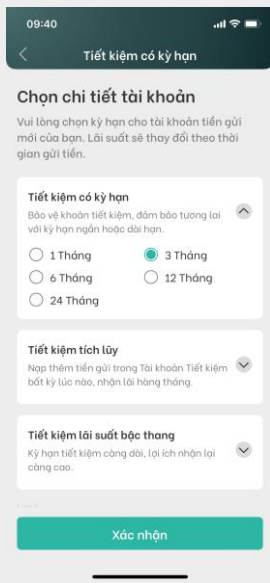 09:40
Tiết kiệm có kỳ hạn
Chọn chi tiết tài khoản
Vui lòng chọn kỳ hạn cho tài khoản tiền gửi
mới của bạn. Lãi suất sẽ thay đổi theo thời
gian gửi tiền.
Tiết kiệm có kỳ hạn
Bảo vệ khoản tiết kiệm, đảm bảo tương lai
với kỳ hạn ngắn hoặc dài hạn.
1 Tháng
3 Tháng
6 Tháng
12 Tháng
24 Tháng
Tiết kiệm tích lũy
Nạp thêm tiền gửi trong Tài khoản Tiết kiệm
bất kỳ lúc nào, nhận lãi hàng tháng.
Tiết kiệm lãi suất bậc thang
Kỳ hạn tiết kiệm càng dài, lợi ích nhận lại
càng cao.
Xác nhận